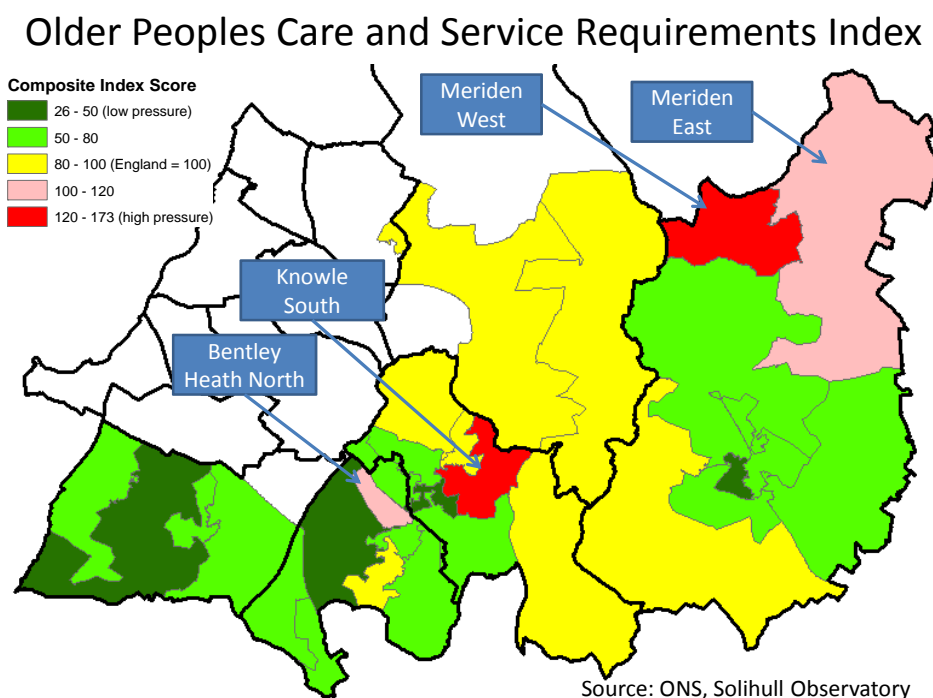 Older Peoples Care and Service Requirements Index
Composite Index Score
26 - 50 (low pressure)
50 - 80
80 - 100 (England = 100)
100 - 120
120 - 173 (high pressure)
Meriden
West
Meriden
East
Knowle
South
Bentley
Heath North
Source: ONS, Solihull Observatory